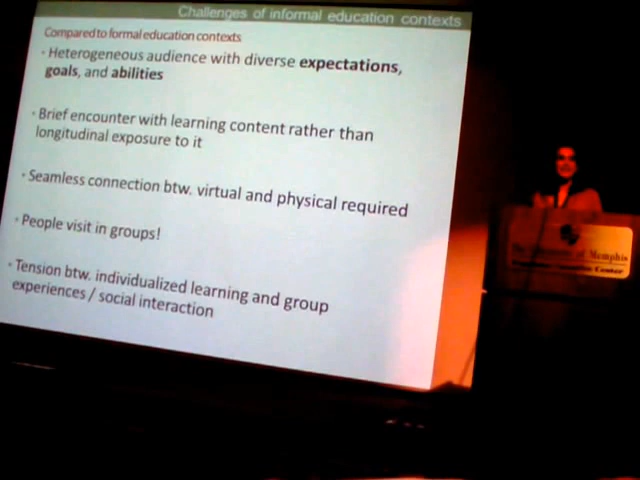 Challenges of informal education contexts
Compared to formal education contexts
· Heterogeneous audience with diverse expectations,
goals, and abilities
· Brief encounter with learning content rather than
longitudinal exposure to it
· Seamless connection btw. virtual and physical required
· People visit in groups!
· Tension btw. individualized learning and group
experiences / social interaction
The University of Memphis
Center